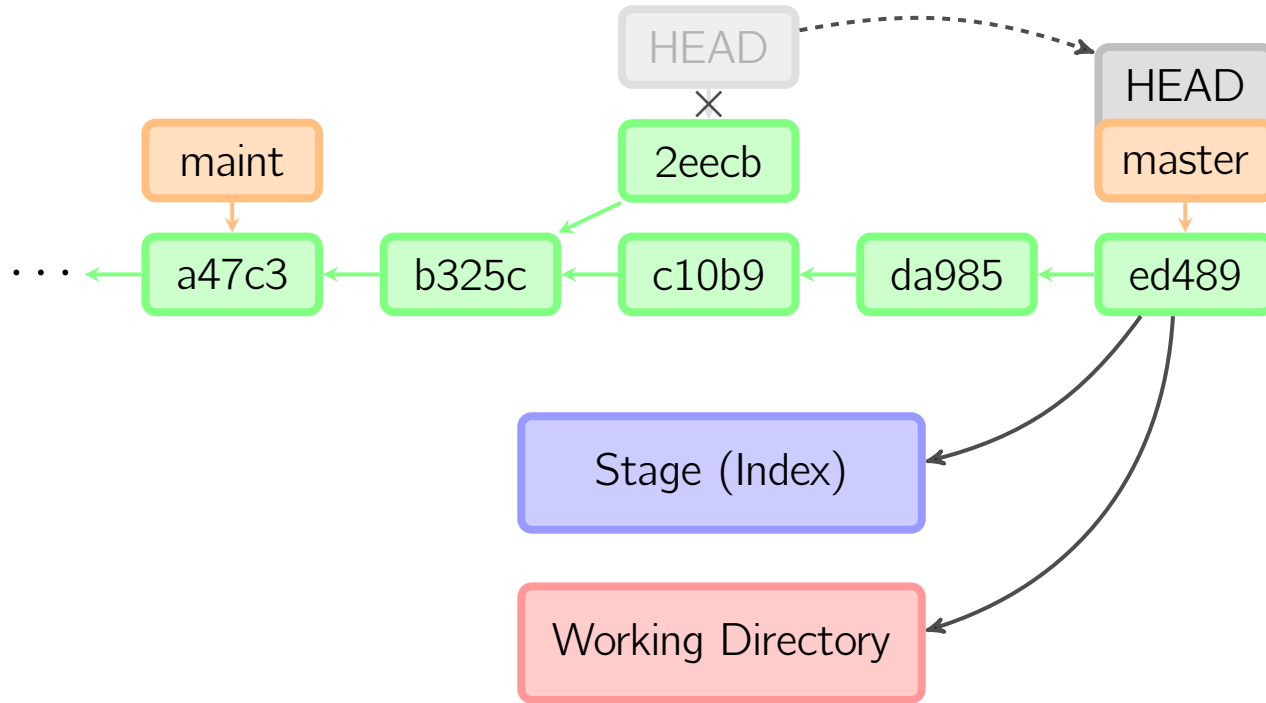 HEAD
HEAD
maint
2eecb
master
...
a47c3
b325c
c10b9
da985
ed489
Stage (Index)
Working Directory